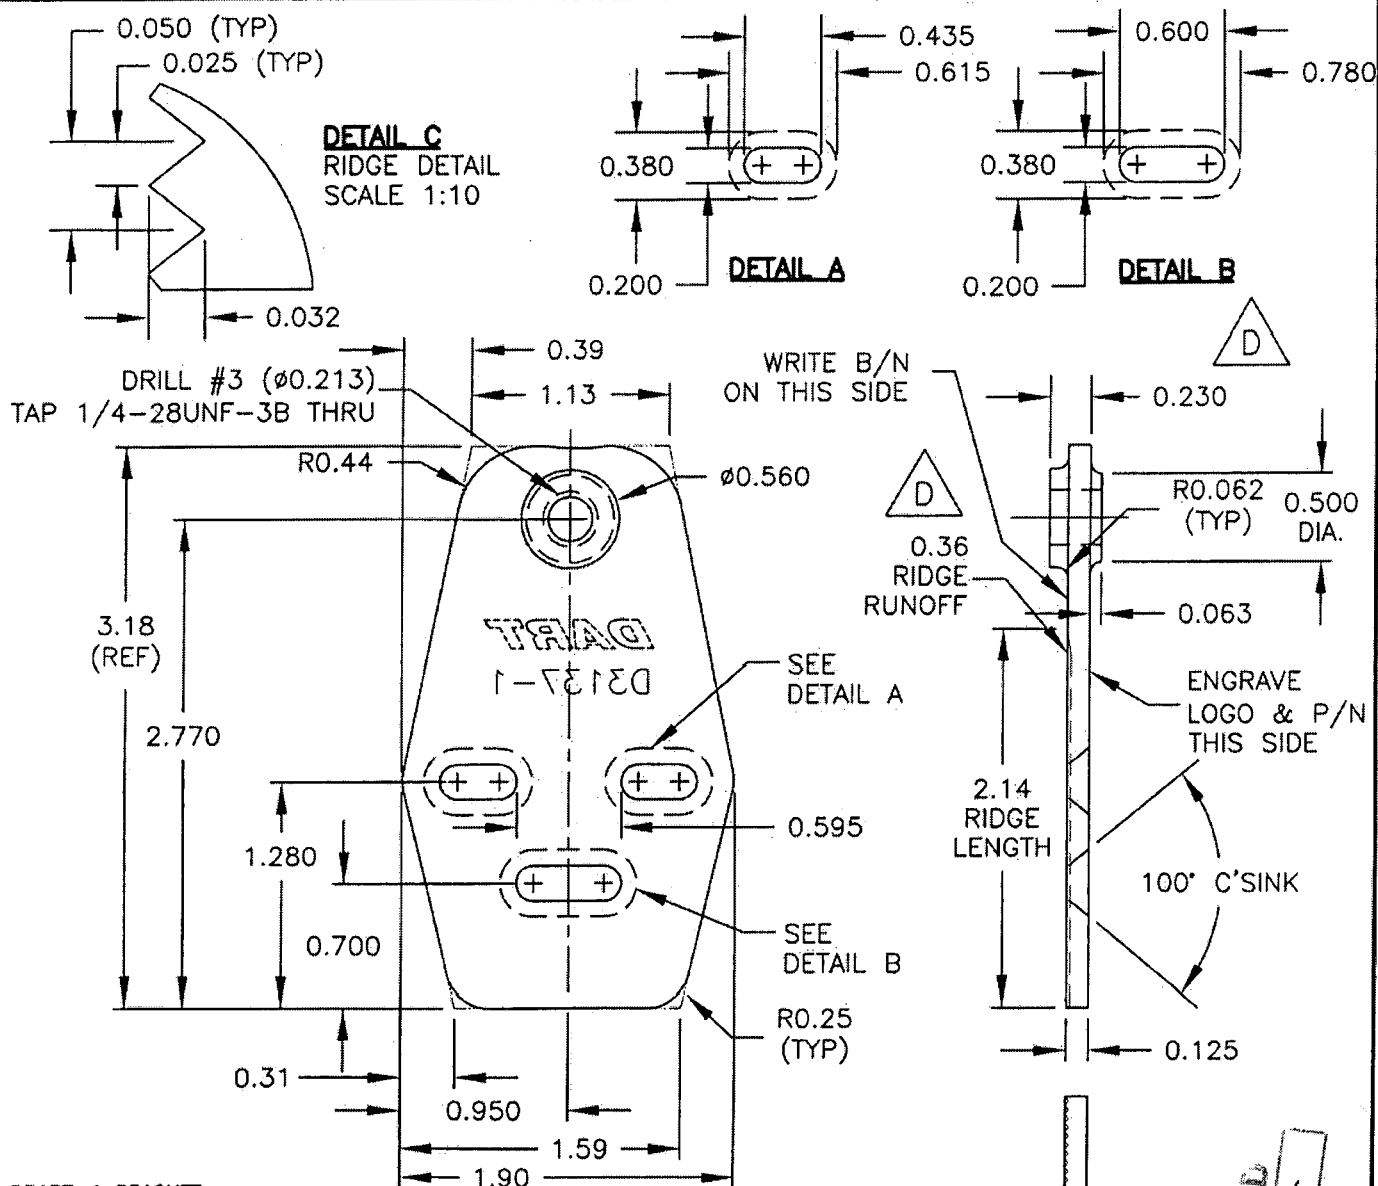 0.050 (TYP)
0.025 (TYP)
DETAIL C
RIDGE DETAIL
SCALE 1:10
0.032
0.435
0.615
0.380
0.200
DETAIL A
0.600
0.780
0.380
0.200
DETAIL B
D
0.39
1.13
DRILL #3 (ø0.213)
TAP 1/4-28UNF-3B THRU
R0.44
ø0.560
WRITE B/N
ON THIS SIDE
0.230
D
R0.062
(TYP)
0.500
DIA.
0.36
RIDGE
RUNOFF
0.063
3.18
(REF)
2.770
DART
D3137-1
SEE
DETAIL A
ENGRAVE
LOGO & P/N
THIS SIDE
2.14
RIDGE
LENGTH
0.595
1.280
100° C'SINK
0.700
SEE
DETAIL B
R0.25
(TYP)
0.125
0.31
0.950
1.59
1.90